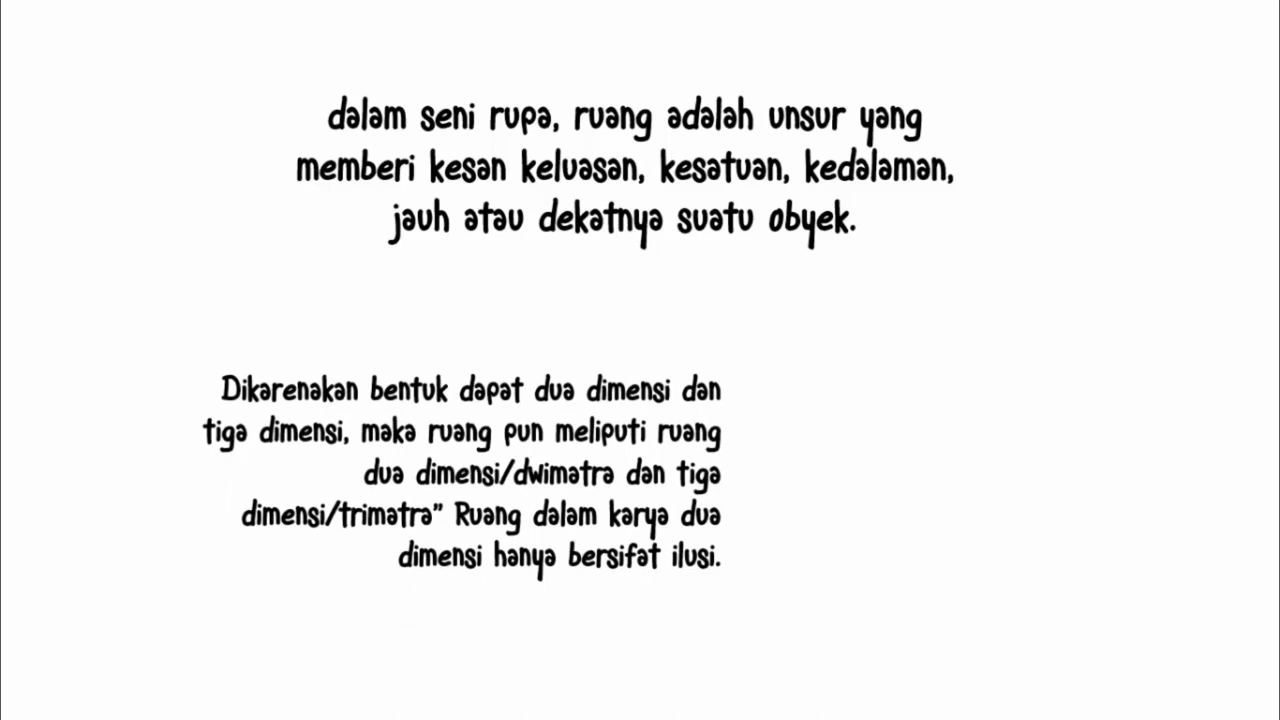 dalam seni rupa, ruang adalah unsur yang
memberi kesan keluasan, kesatuan, kedalaman,
jauh atau dekatnya suatu obyek.
Dikarenakan bentuk dapat dua dimensi dan
tiga dimensi, maka ruang pun meliputi ruang
dua dimensi/dwimatra dan tiga
dimensi/trimatra" Ruang dalam karya dua
dimensi hanya bersifat ilusi.